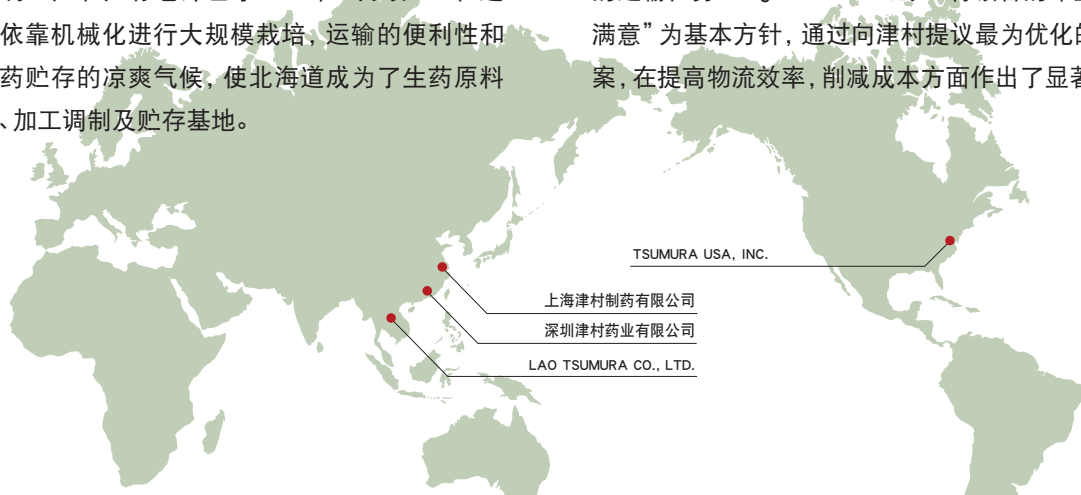 依靠机械化进行大规模栽培，运输的便利性和
药贮存的凉爽气候，使北海道成为了生药原料
、加工调制及贮存基地。
满意”为基本方针，通过向津村提议最为优化的
案，在提高物流效率，削减成本方面作出了显著
TSUMURA USA, INC.
上海津村制药有限公司
深圳津村药业有限公司
LAO TSUMURA CO., LTD.